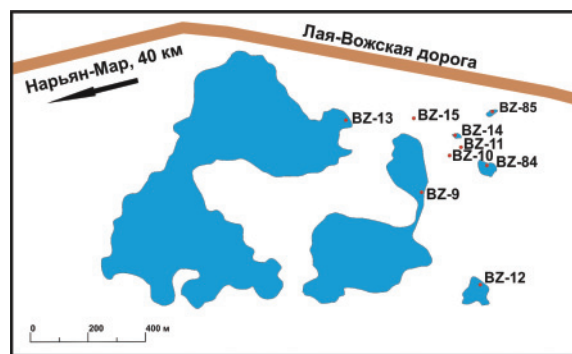 Лая-Вожская дорога
Нарьян-Мар, 40 км
BZ-85
BZ-13
BZ-15
BZ-14
BZ-11
BZ-10
BZ-84
BZ-9
BZ-12
0 200 400 м